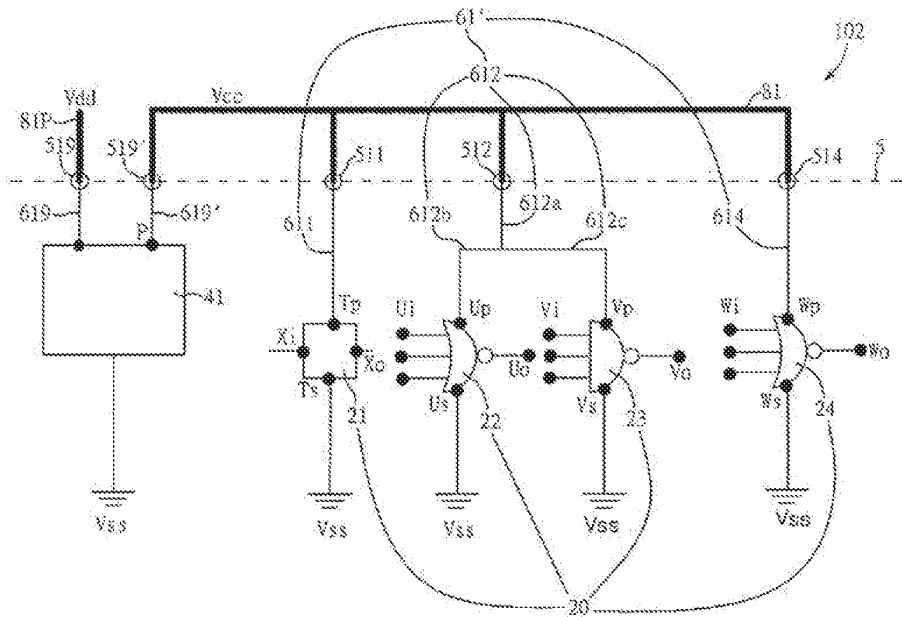 61'
102
612
Vdd
Vcc
81
81P
519
519'
511
512
514
5
619
619'
611
612b
612a
612c
614
P
41
Tp
Ui
Up
Vi
Vp
Wi
Wp
Xi
Xo
Uo
Vo
Wo
Ts
21
Us
22
Vs
23
Ws
24
Vss
Vss
Vss
Vss
Vss
20